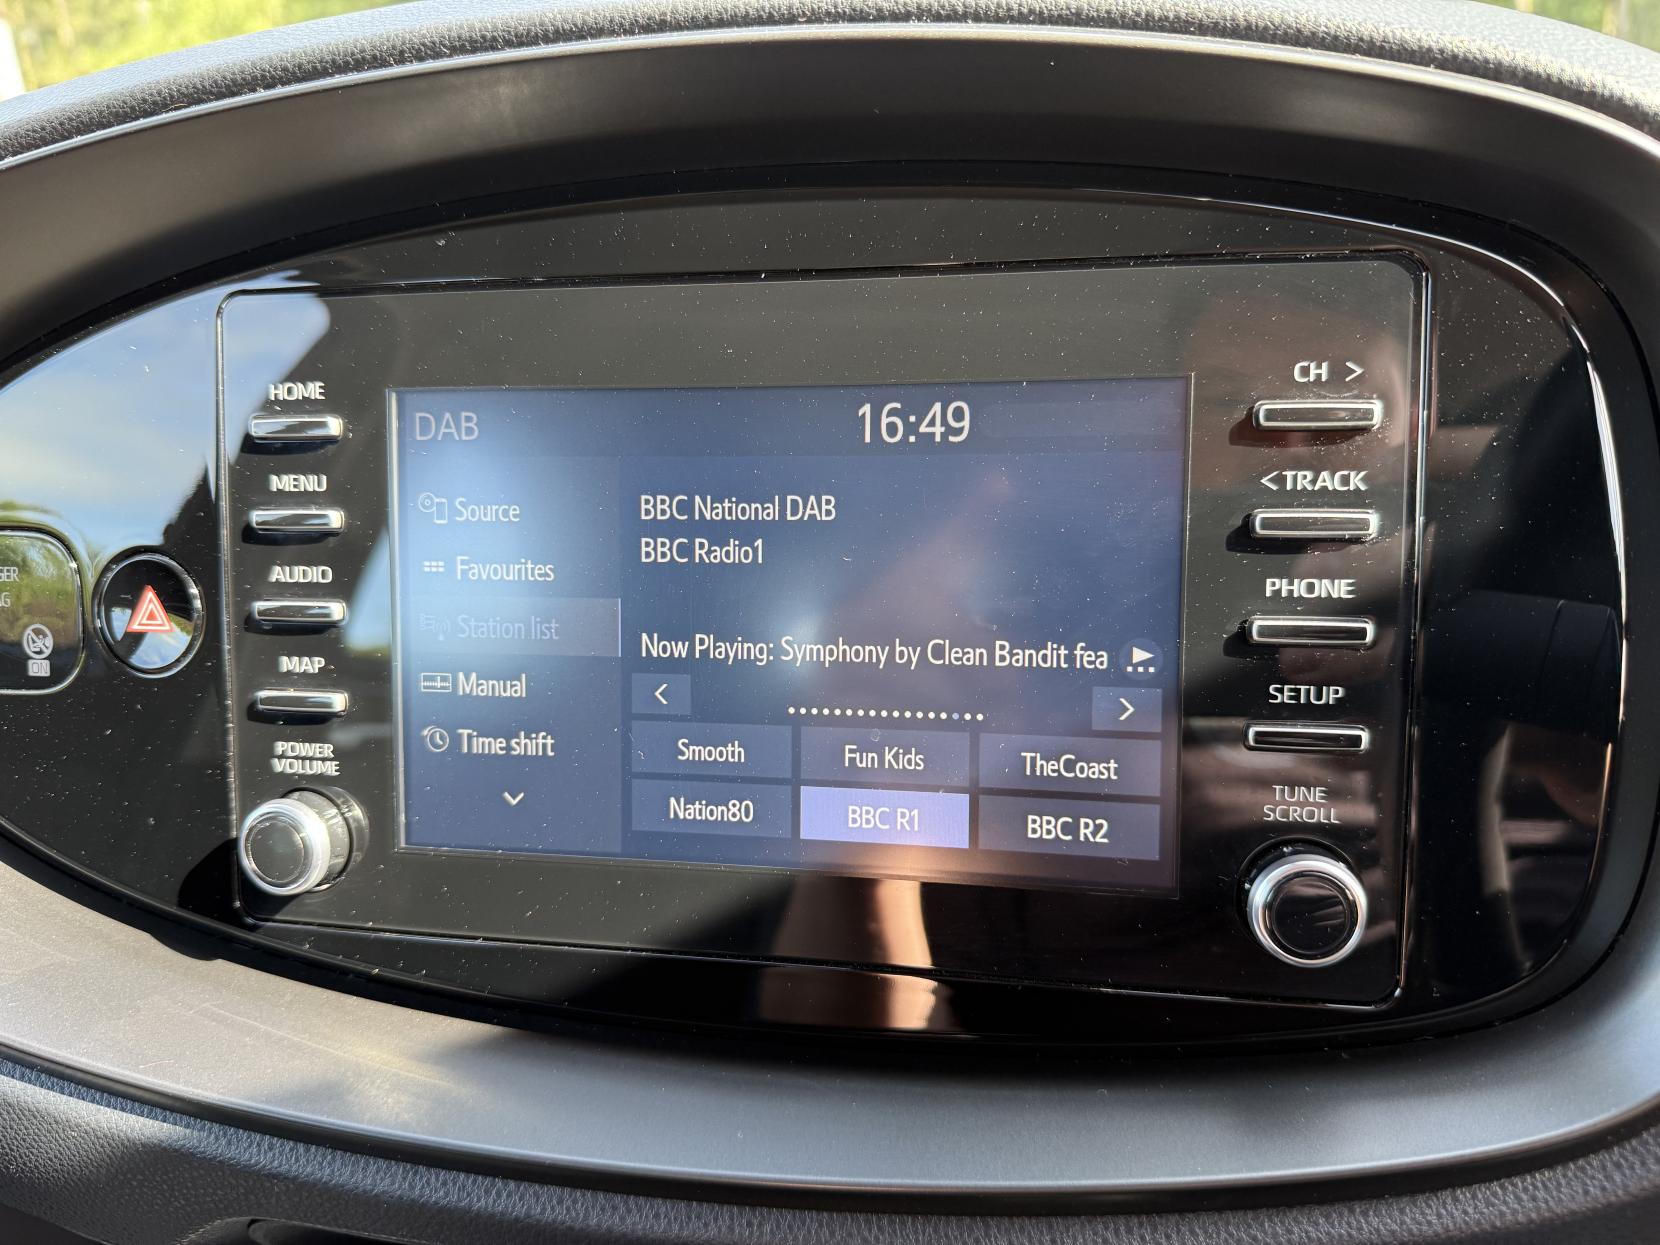 HOME
MENU
AUDIO
MAP
POWER
VOLUME
ON
DAB
16:49
Source
Favourites
Station list
Manual
Time shift
BBC National DAB
BBC Radio1
Now Playing: Symphony by Clean Bandit fea
<
>
Smooth
Fun Kids
TheCoast
Nation80
BBC R1
BBC R2
CH >
< TRACK
PHONE
SETUP
TUNE
SCROLL